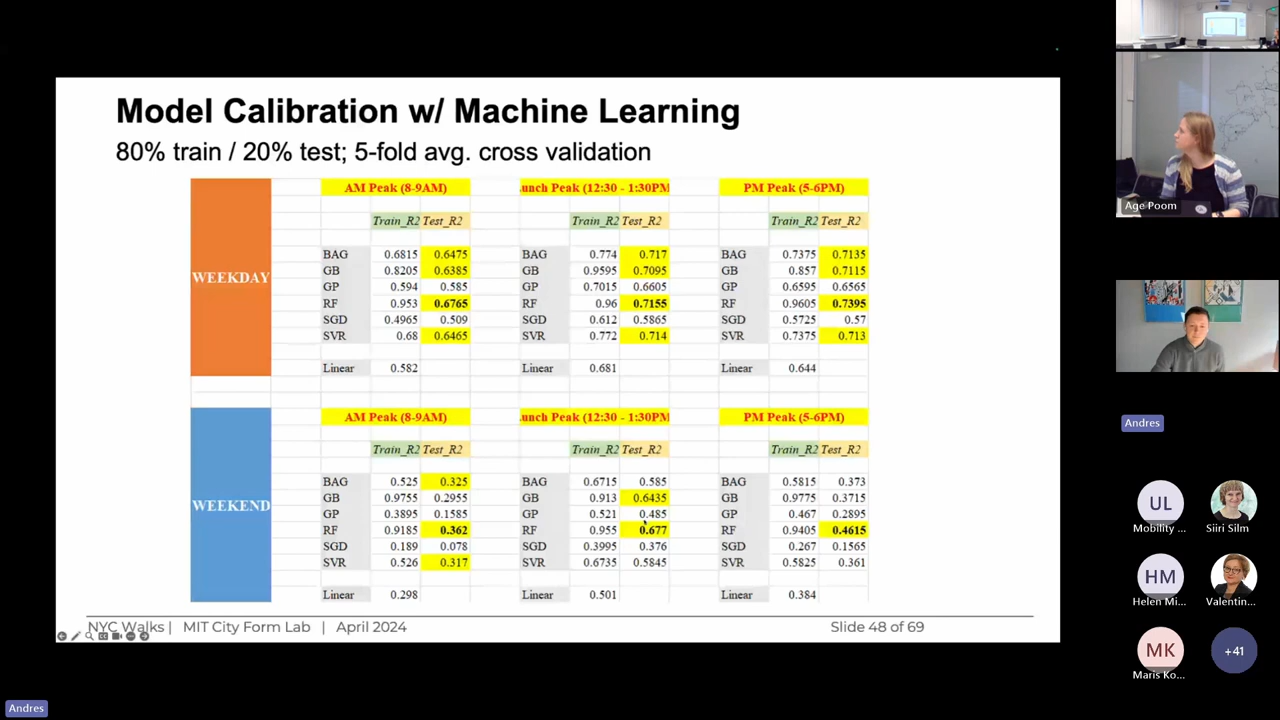 Model Calibration w/ Machine Learning
80% train / 20% test; 5-fold avg. cross validation
WEEKDAY
AM Peak (8-9AM) unch Peak (12:30 - 1:30PM PM Peak (5-6PM)
Train_R2 Test_R2 Train_R2 Test_R2 Train_R2 Test_R2
BAG 0.6815 0.6475 BAG 0.774 0.717 BAG 0.7375 0.7135
GB 0.8205 0.6385 GB 0.9595 0.7095 GB 0.857 0.7115
GP 0.594 0.585 GP 0.7015 0.6605 GP 0.6595 0.6565
RF 0.953 0.6765 RF 0.96 0.7155 RF 0.9605 0.7395
SGD 0.4965 0.509 SGD 0.612 0.5865 SGD 0.5725 0.57
SVR 0.68 0.6465 SVR 0.772 0.714 SVR 0.7375 0.713
Linear 0.582 Linear 0.681 Linear 0.644
WEEKEND
AM Peak (8-9AM) unch Peak (12:30 - 1:30PM PM Peak (5-6PM)
Train_R2 Test_R2 Train_R2 Test_R2 Train_R2 Test_R2
BAG 0.525 0.325 BAG 0.6715 0.585 BAG 0.5815 0.373
GB 0.9755 0.2955 GB 0.913 0.6435 GB 0.9775 0.3715
GP 0.3895 0.1585 GP 0.521 0.485 GP 0.467 0.2895
RF 0.9185 0.362 RF 0.955 0.677 RF 0.9405 0.4615
SGD 0.189 0.078 SGD 0.3995 0.376 SGD 0.267 0.1565
SVR 0.526 0.317 SVR 0.6735 0.5845 SVR 0.5825 0.361
Linear 0.298 Linear 0.501 Linear 0.384
NYC Walks | MIT City Form Lab | April 2024 Slide 48 of 69
Andres
Age Poom
Andres
UL
Mobility ... Siiri Silm
HM
Helen Mi... Valentin...
MK +41
Maris Ko...